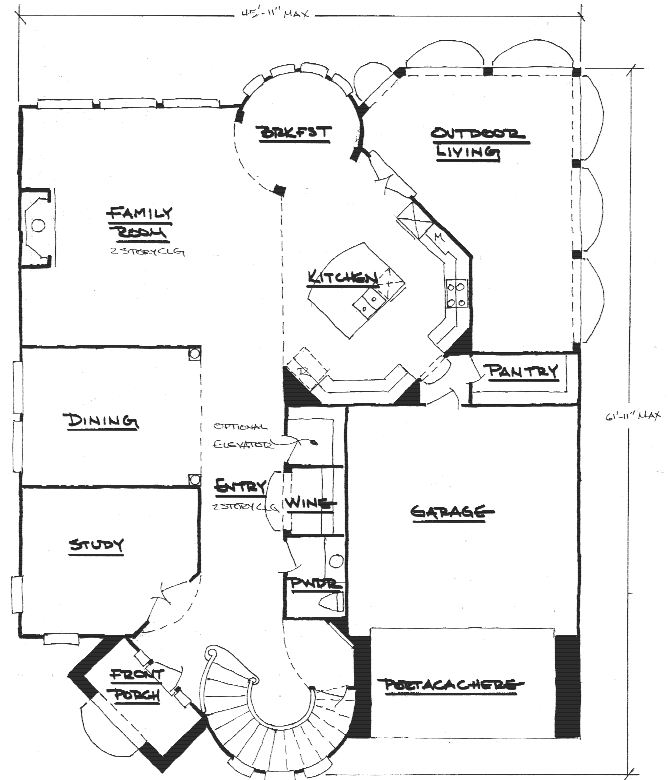 45'-11" MAX
BRKFST
OUTDOOR
LIVING
FAMILY
ROOM
2 STORY CLG
M
KITCHEN
PANTRY
DINING
OPTIONAL
ELEVATOR
61'-11" MAX
ENTRY
2 STORY CLG
WINE
GARAGE
STUDY
PWDR
FRONT
PORCH
PORTACACHERE